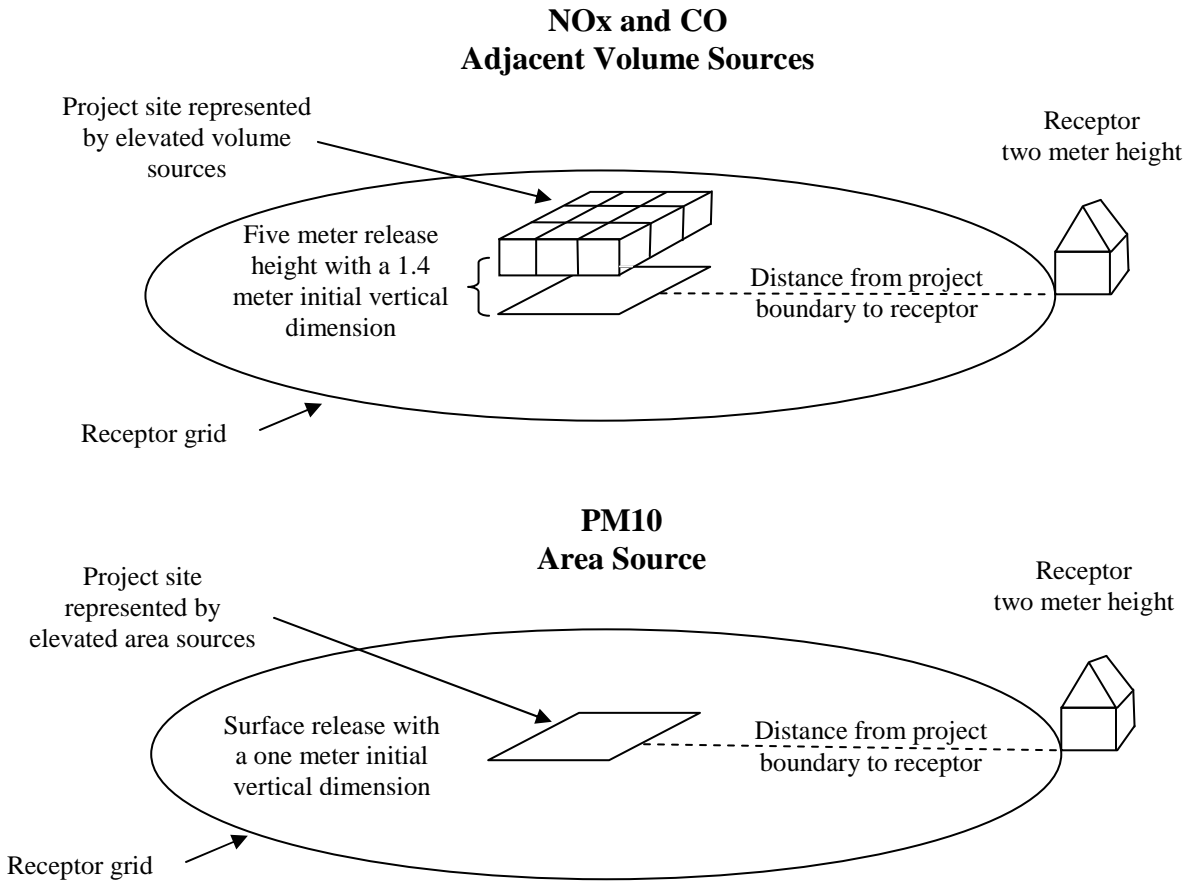 NOx and CO
Adjacent Volume Sources
Project site represented
by elevated volume
sources
Receptor
two meter height
Five meter release
height with a 1.4
meter initial vertical
dimension
Distance from project
boundary to receptor
Receptor grid
PM10
Area Source
Project site
represented by
elevated area sources
Receptor
two meter height
Surface release with
a one meter initial
vertical dimension
Distance from project
boundary to receptor
Receptor grid